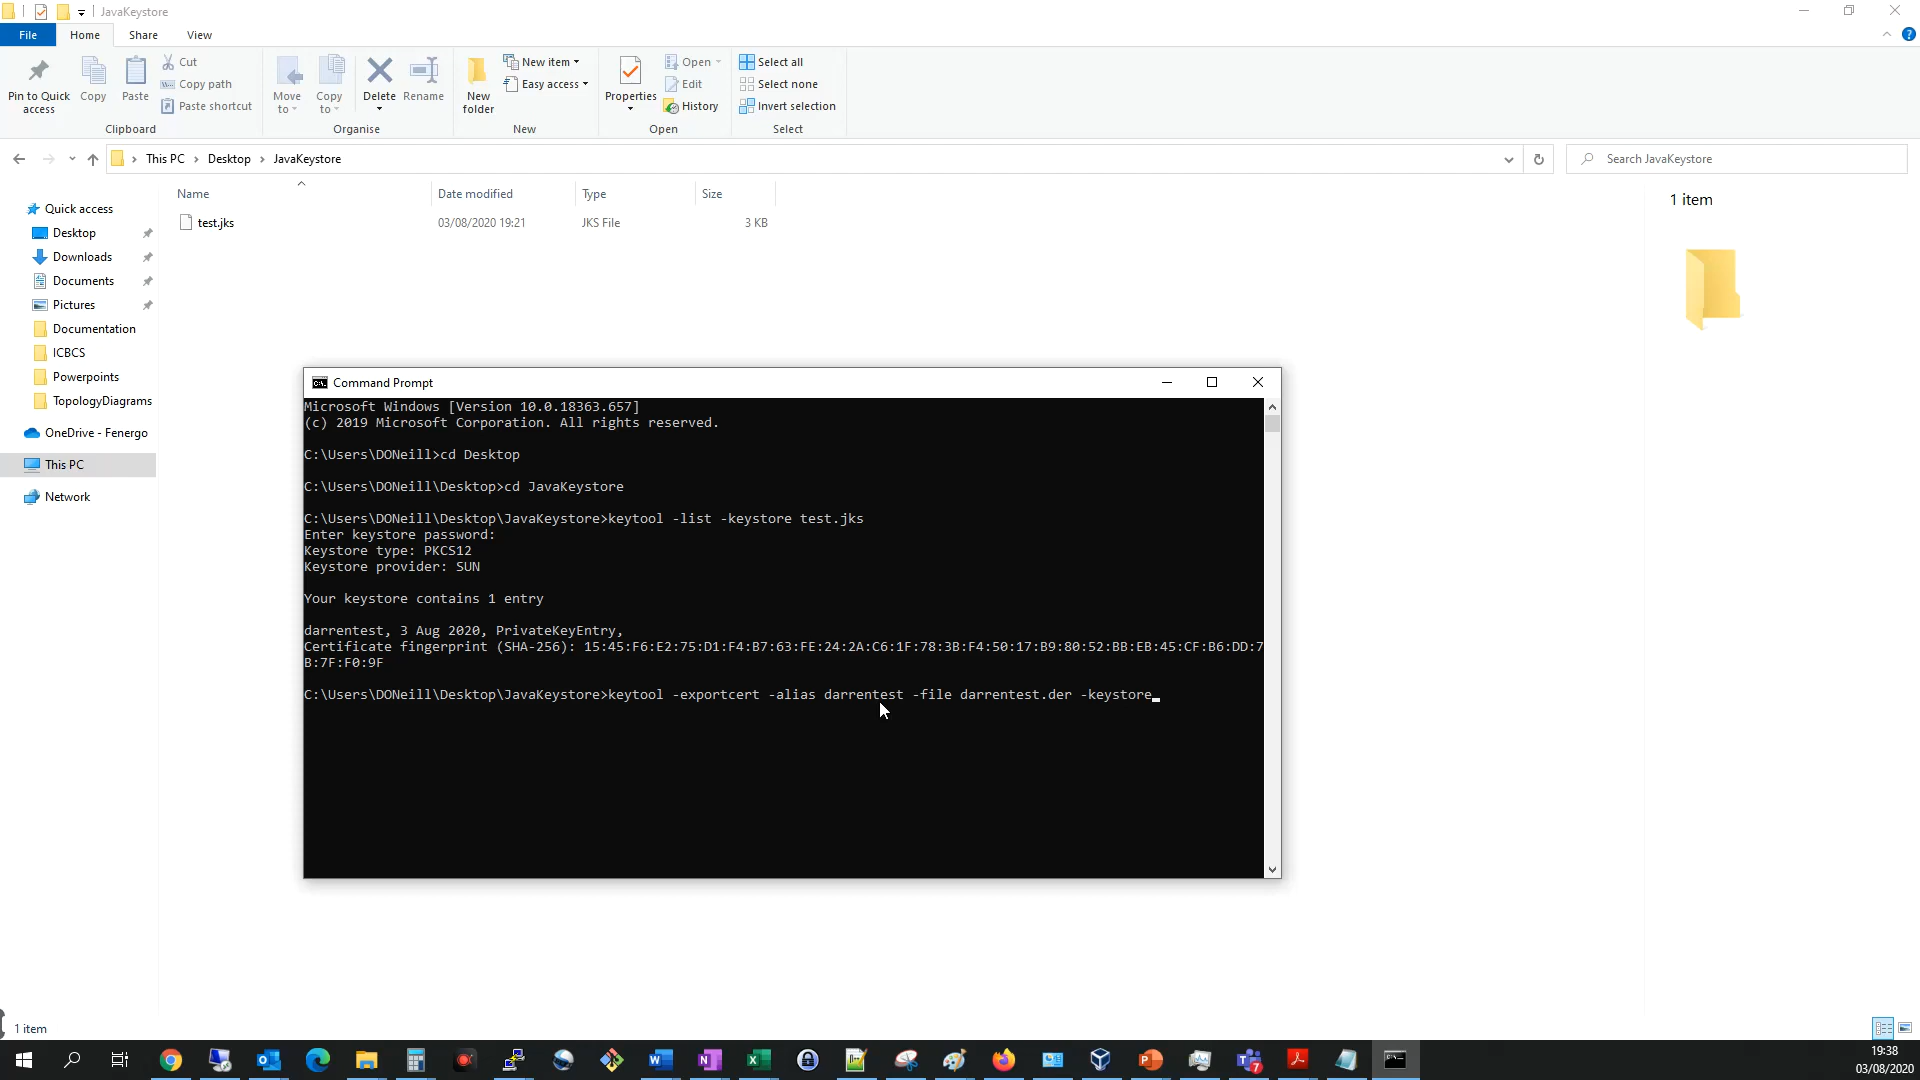 JavaKeystore
File Home Share View
Pin to Quick access
Copy
Paste
Cut
Copy path
Paste shortcut
Clipboard
Move to
Copy to
Delete
Rename
Organise
New folder
New item
Easy access
New
Properties
Open
Edit
History
Open
Select all
Select none
Invert selection
Select
This PC > Desktop > JavaKeystore
Search JavaKeystore
Name Date modified Type Size
test.jks 03/08/2020 19:21 JKS File 3 KB
1 item
Quick access
Desktop
Downloads
Documents
Pictures
Documentation
ICBCS
Powerpoints
TopologyDiagrams
OneDrive - Fenergo
This PC
Network
Command Prompt
Microsoft Windows [Version 10.0.18363.657]
(c) 2019 Microsoft Corporation. All rights reserved.
C:\Users\DONeill>cd Desktop
C:\Users\DONeill\Desktop>cd JavaKeystore
C:\Users\DONeill\Desktop\JavaKeystore>keytool -list -keystore test.jks
Enter keystore password:
Keystore type: PKCS12
Keystore provider: SUN
Your keystore contains 1 entry
darrentest, 3 Aug 2020, PrivateKeyEntry,
Certificate fingerprint (SHA-256): 15:45:F6:E2:75:D1:F4:B7:63:FE:24:2A:C6:1F:78:3B:F4:50:17:B9:80:52:BB:EB:45:CF:B6:DD:7
B:7F:F0:9F
C:\Users\DONeill\Desktop\JavaKeystore>keytool -exportcert -alias darrentest -file darrentest.der -keystore
1 item
19:38
03/08/2020